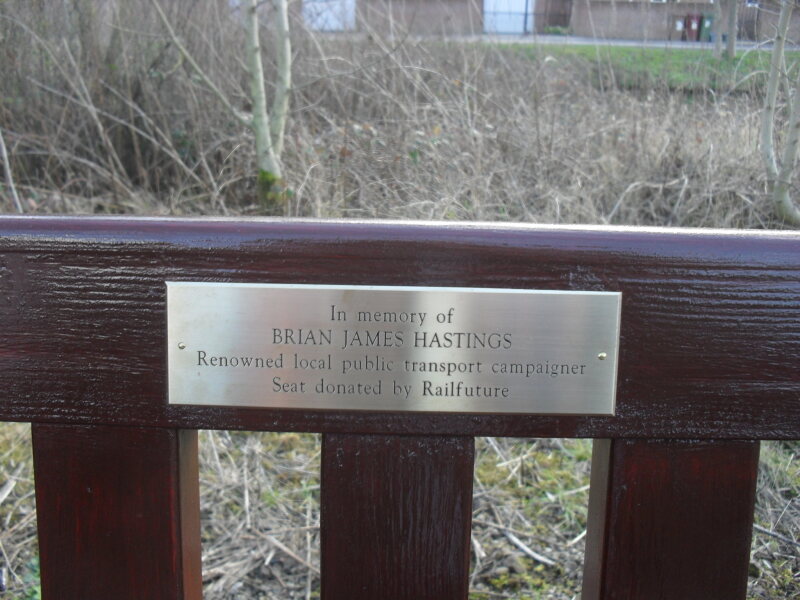 In memory of
BRIAN JAMES HASTINGS
Renowned local public transport campaigner
Seat donated by Railfuture